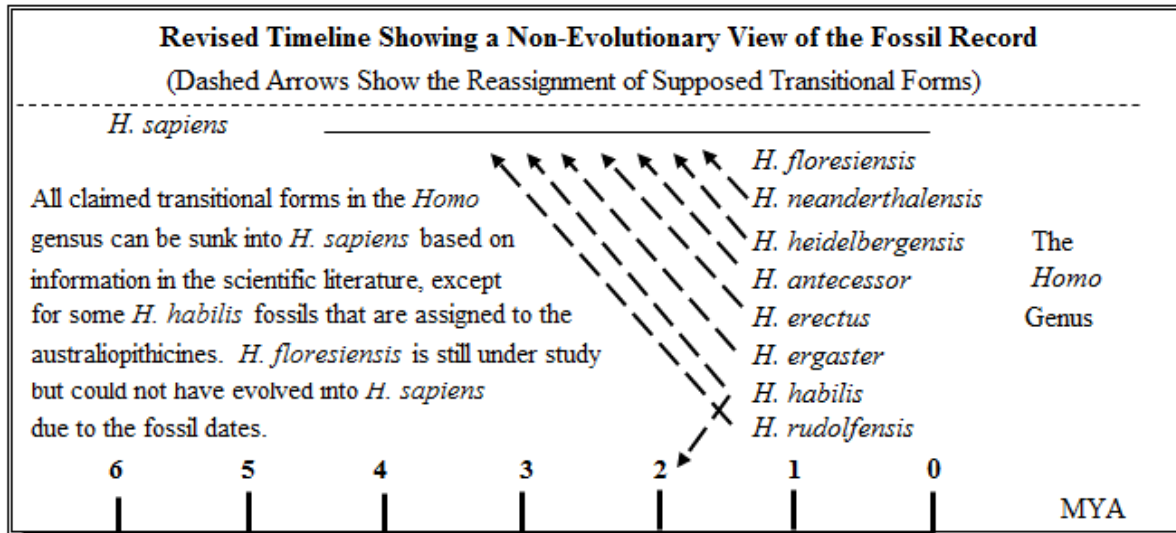 Revised Timeline Showing a Non-Evolutionary View of the Fossil Record
(Dashed Arrows Show the Reassignment of Supposed Transitional Forms)
H. sapiens
All claimed transitional forms in the Homo
gensus can be sunk into H. sapiens based on
information in the scientific literature, except
for some H. habilis fossils that are assigned to the
australiopithicines. H. floresiensis is still under study
but could not have evolved into H. sapiens
due to the fossil dates.
H. floresiensis
H. neanderthalensis
H. heidelbergensis
H. antecessor
H. erectus
H. ergaster
H. habilis
H. rudolfensis
The
Homo
Genus
6 5 4 3 2 1 0
MYA